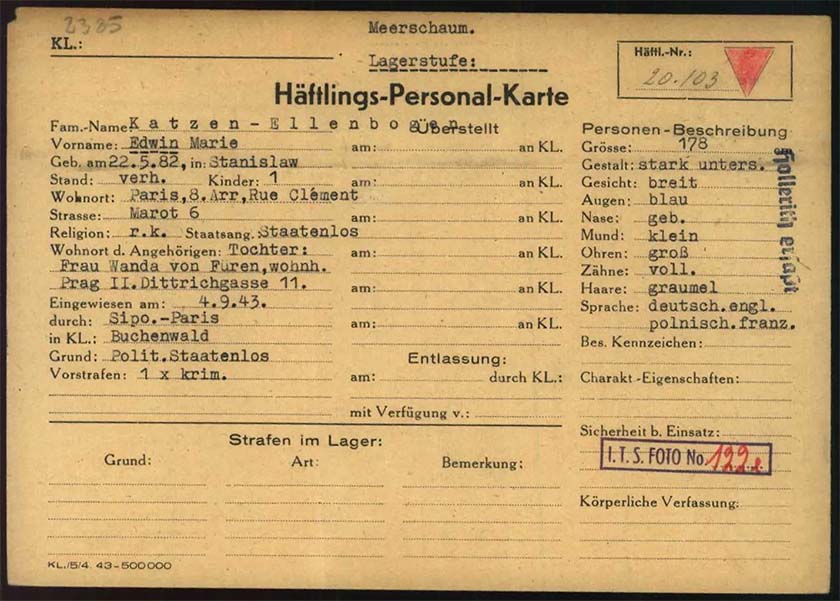 2385
KL.:
Meerschaum.
Lagerstufe:
Häftl.-Nr.:
20.103
Häftlings-Personal-Karte
Fam.-Name: Katzen-Ellenbogen
Vorname: Edwin Marie
Geb. am 22.5.82, in: Stanislaw
Stand: verh. Kinder: 1
Wohnort: Paris,8.Arr,Rue Clément
Strasse: Marot 6
Religion: r.k. Staatsang. Staatenlos
Wohnort d. Angehörigen: Tochter:
Frau Wanda von Füren,wohnh.
Prag II.Dittrichgasse 11.
Eingewiesen am: 4.9.43.
durch: Sipo.-Paris
in KL.: Buchenwald
Grund: Polit.Staatenlos
Vorstrafen: 1 x krim.
Überstellt
am: an KL.
am: an KL.
am: an KL.
am: an KL.
am: an KL.
am: an KL.
Entlassung:
am: durch KL.:
mit Verfügung v.:
Personen-Beschreibung
Grösse: 178
Gestalt: stark unters.
Gesicht: breit
Augen: blau
Nase: geb.
Mund: klein
Ohren: groß
Zähne: voll.
Haare: graumel
Sprache: deutsch.engl.
polnisch.franz.
Bes. Kennzeichen:
Charakt.-Eigenschaften:
Sicherheit b. Einsatz:
I.T.S. FOTO No.
Körperliche Verfassung:
Hollerith erfaßt
Strafen im Lager:
Grund: Art: Bemerkung:
KL./5/4. 43-500000